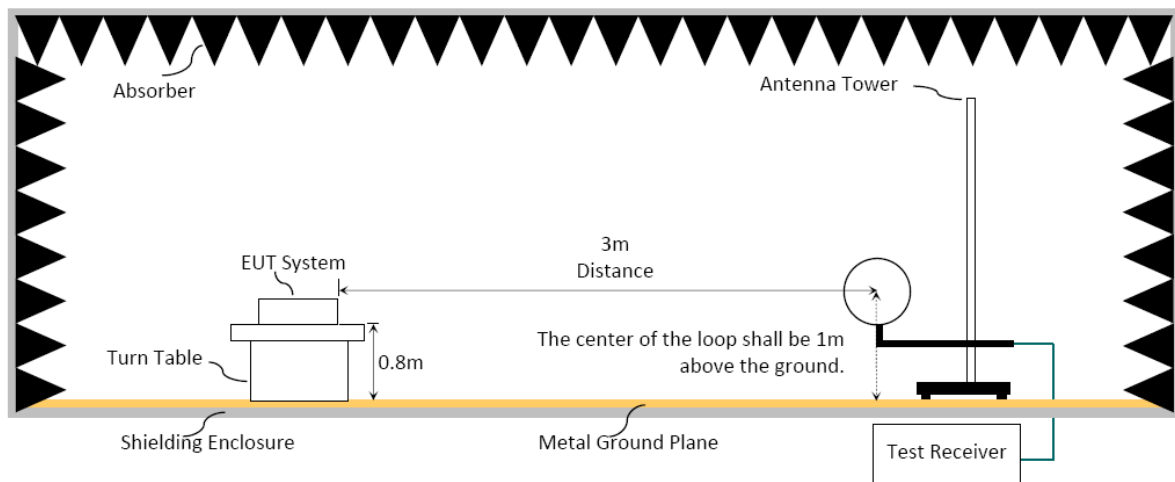 Absorber
Antenna Tower
3m
Distance
EUT System
The center of the loop shall be 1m
above the ground.
Turn Table
0.8m
Shielding Enclosure
Metal Ground Plane
Test Receiver